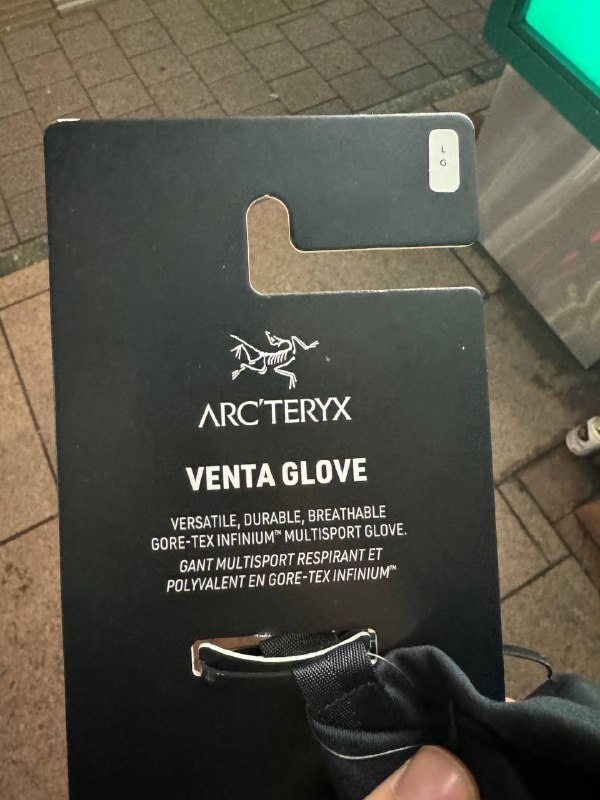 L
G
ARC'TERYX
VENTA GLOVE
VERSATILE, DURABLE, BREATHABLE
GORE-TEX INFINIUM™ MULTISPORT GLOVE.
GANT MULTISPORT RESPIRANT ET
POLYVALENT EN GORE-TEX INFINIUM™